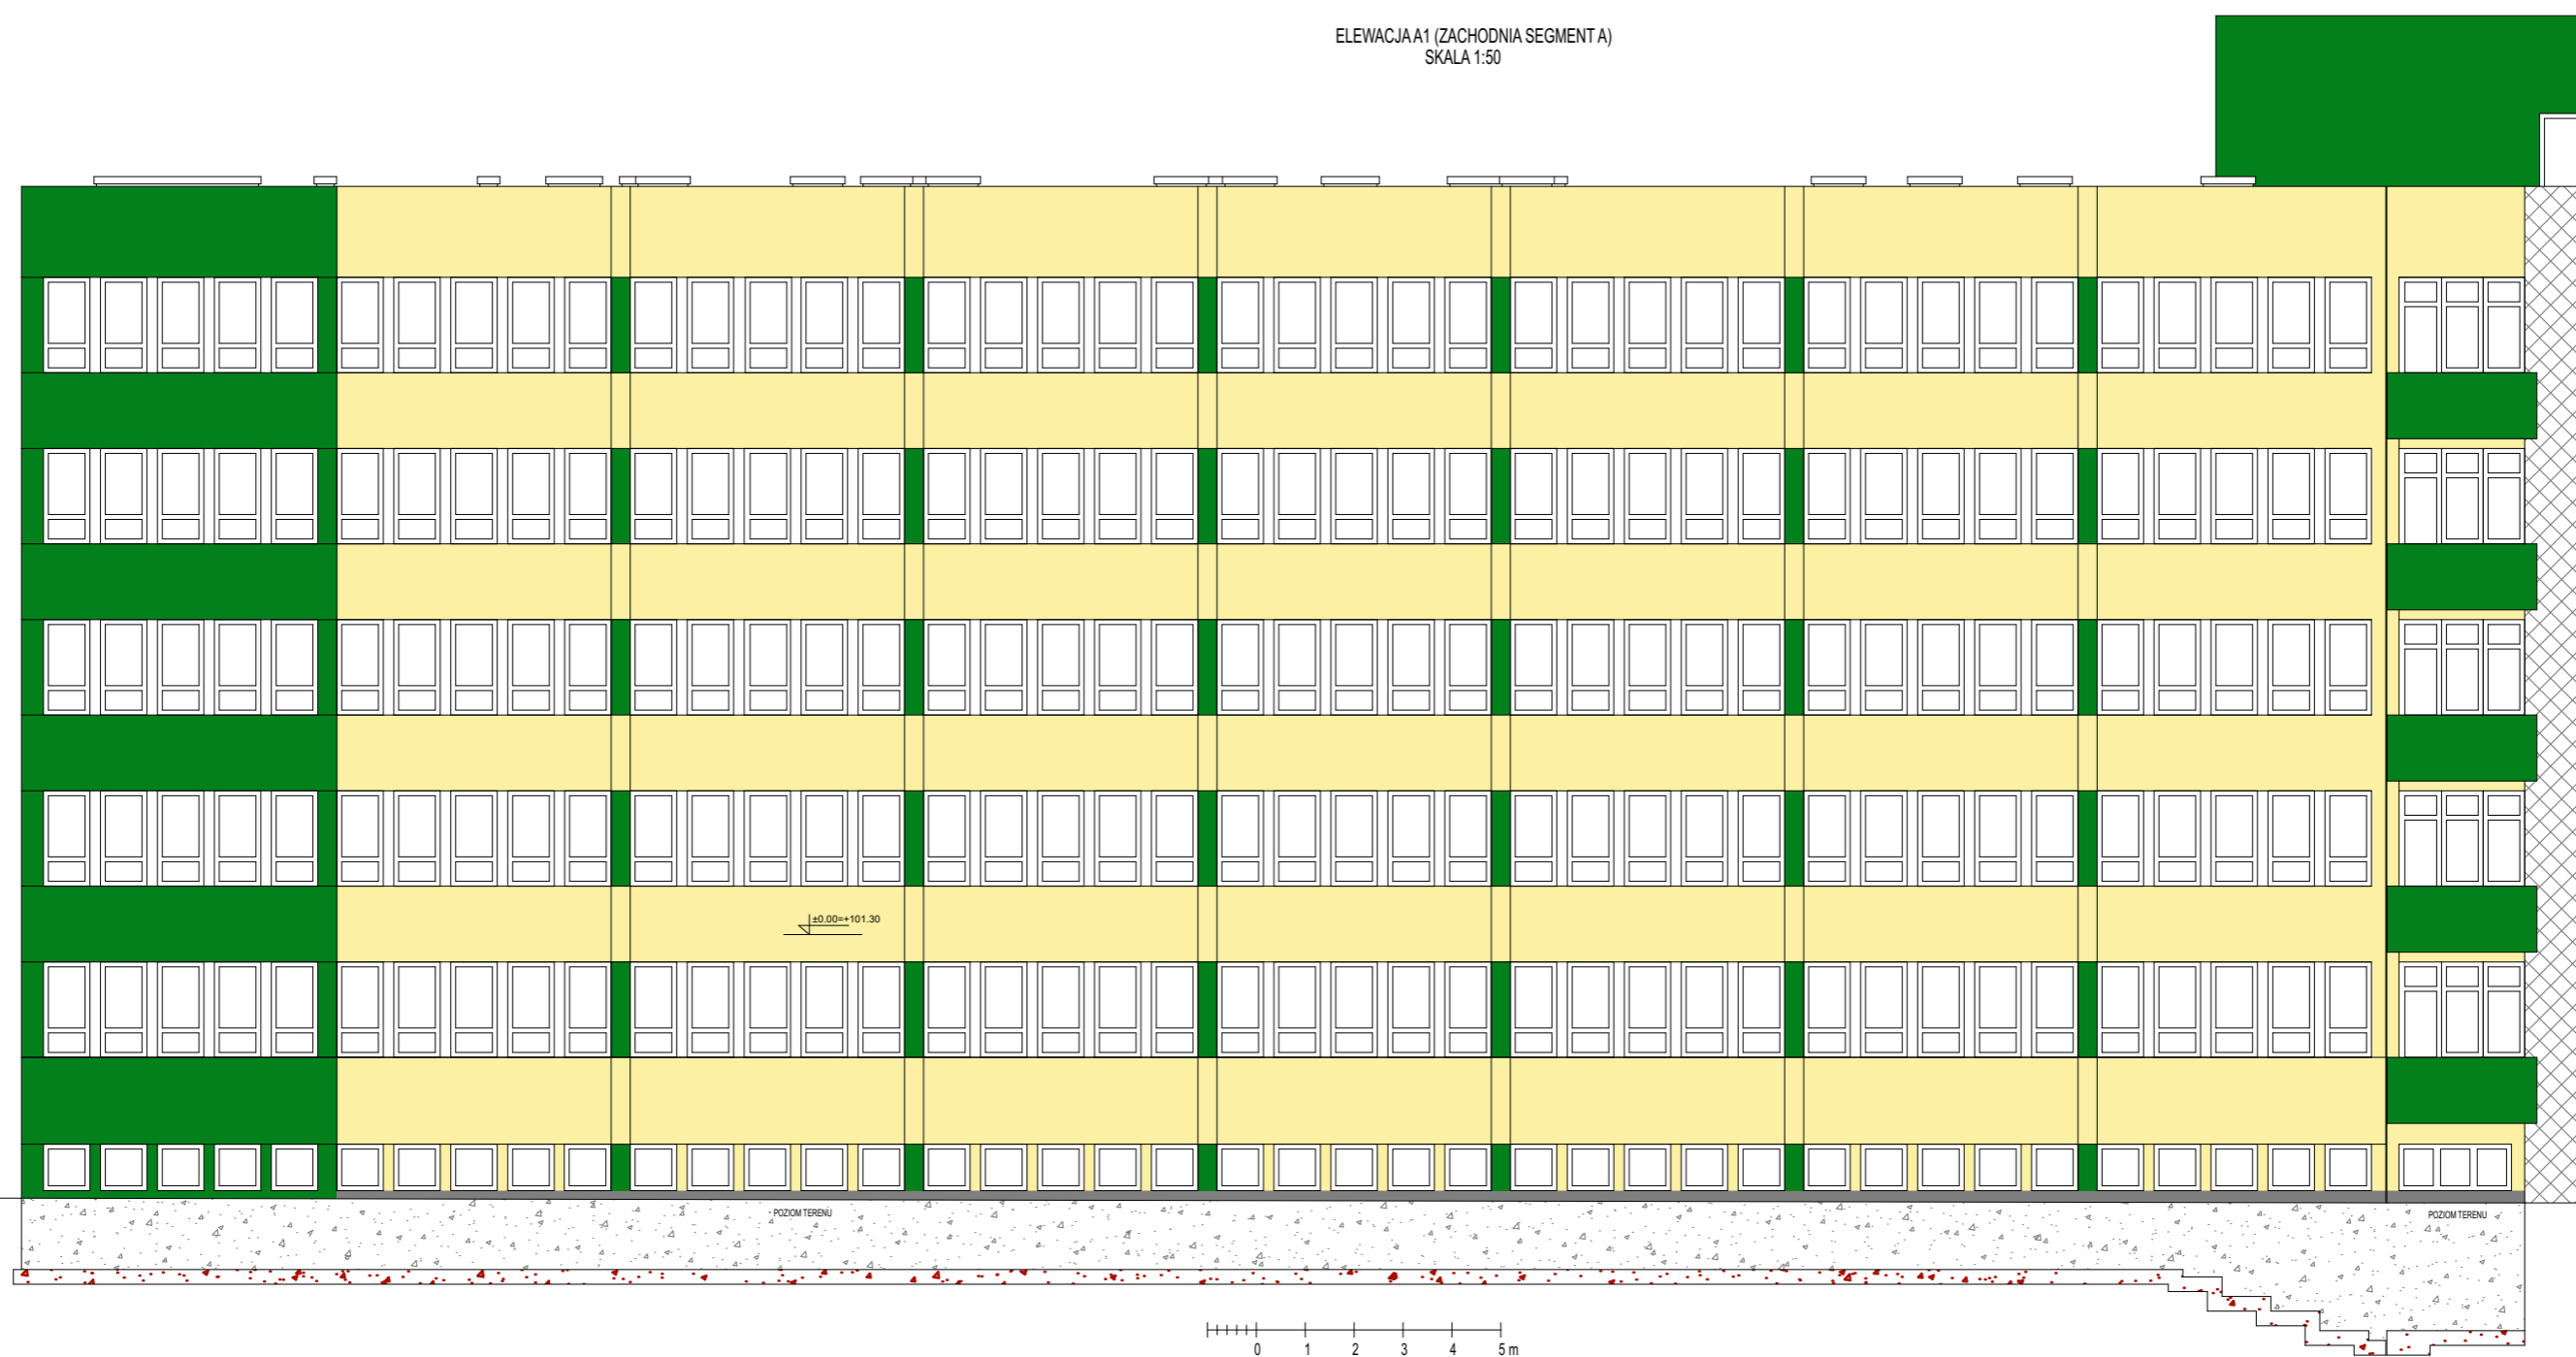 ELEWACJA A1 (ZACHODNIA SEGMENT A)
SKALA 1:50
±0.00=+101.30
POZIOM TERENU
POZIOM TERENU
0 1 2 3 4 5 m